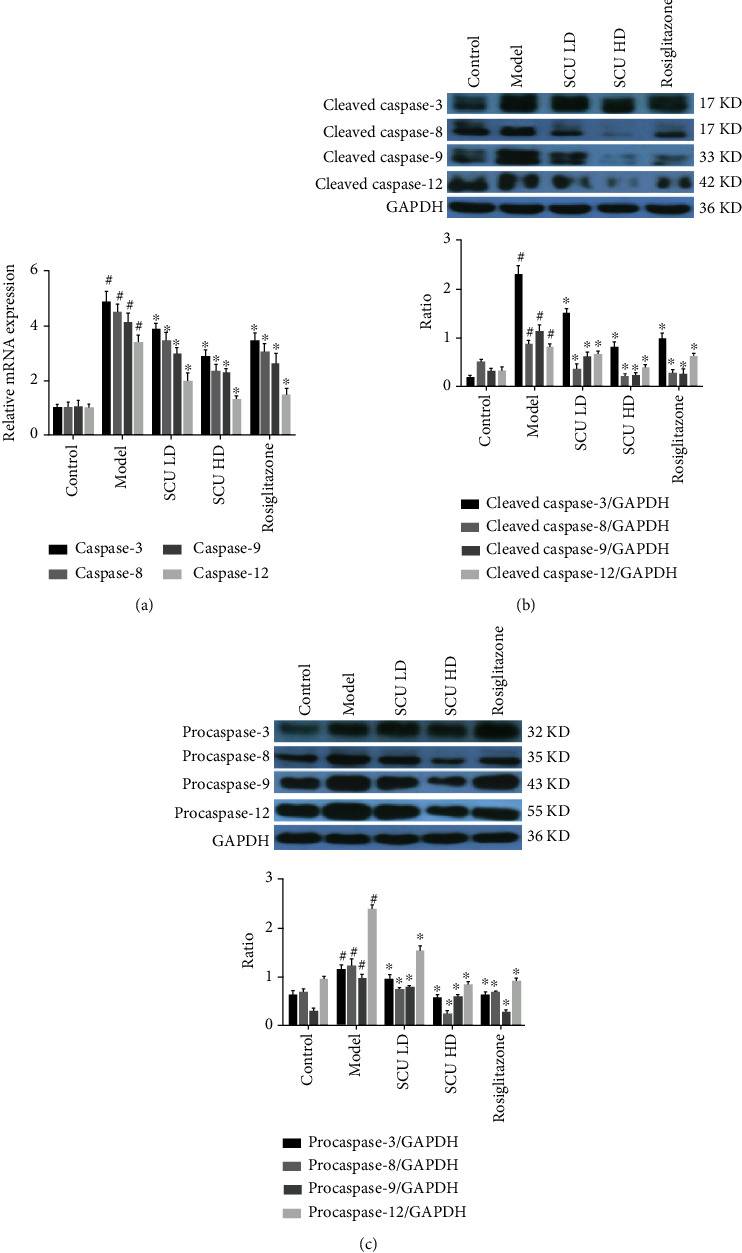 Control
Model
SCU LD
SCU HD
Rosiglitazone
Cleaved caspase-3 17 KD
Cleaved caspase-8 17 KD
Cleaved caspase-9 33 KD
Cleaved caspase-12 42 KD
GAPDH 36 KD
Relative mRNA expression
6
4
2
0
# # # #
* * * *
* * * *
* * * *
Control
Model
SCU LD
SCU HD
Rosiglitazone
Caspase-3 Caspase-9
Caspase-8 Caspase-12
(a)
Ratio
3
2
1
0
# # # #
* * * *
* * * *
* * * *
Control
Model
SCU LD
SCU HD
Rosiglitazone
Cleaved caspase-3/GAPDH
Cleaved caspase-8/GAPDH
Cleaved caspase-9/GAPDH
Cleaved caspase-12/GAPDH
(b)
Control
Model
SCU LD
SCU HD
Rosiglitazone
Procaspase-3 32 KD
Procaspase-8 35 KD
Procaspase-9 43 KD
Procaspase-12 55 KD
GAPDH 36 KD
Ratio
3
2
1
0
# # # #
* * * *
* * * *
* * * *
Control
Model
SCU LD
SCU HD
Rosiglitazone
Procaspase-3/GAPDH
Procaspase-8/GAPDH
Procaspase-9/GAPDH
Procaspase-12/GAPDH
(c)